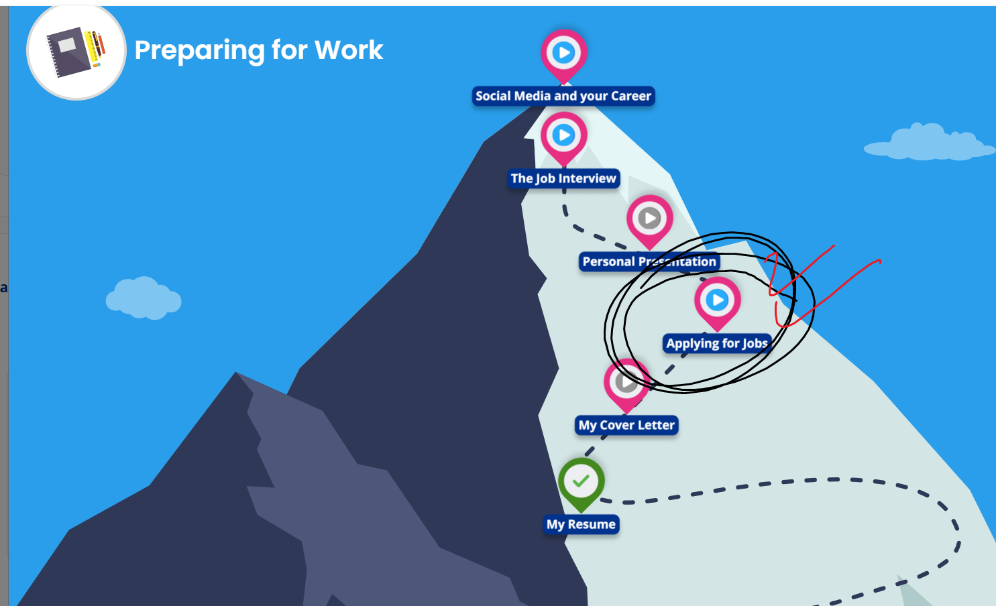 Preparing for Work
Social Media and your Career
The Job Interview
Personal Presentation
Applying for Jobs
My Cover Letter
My Resume
a